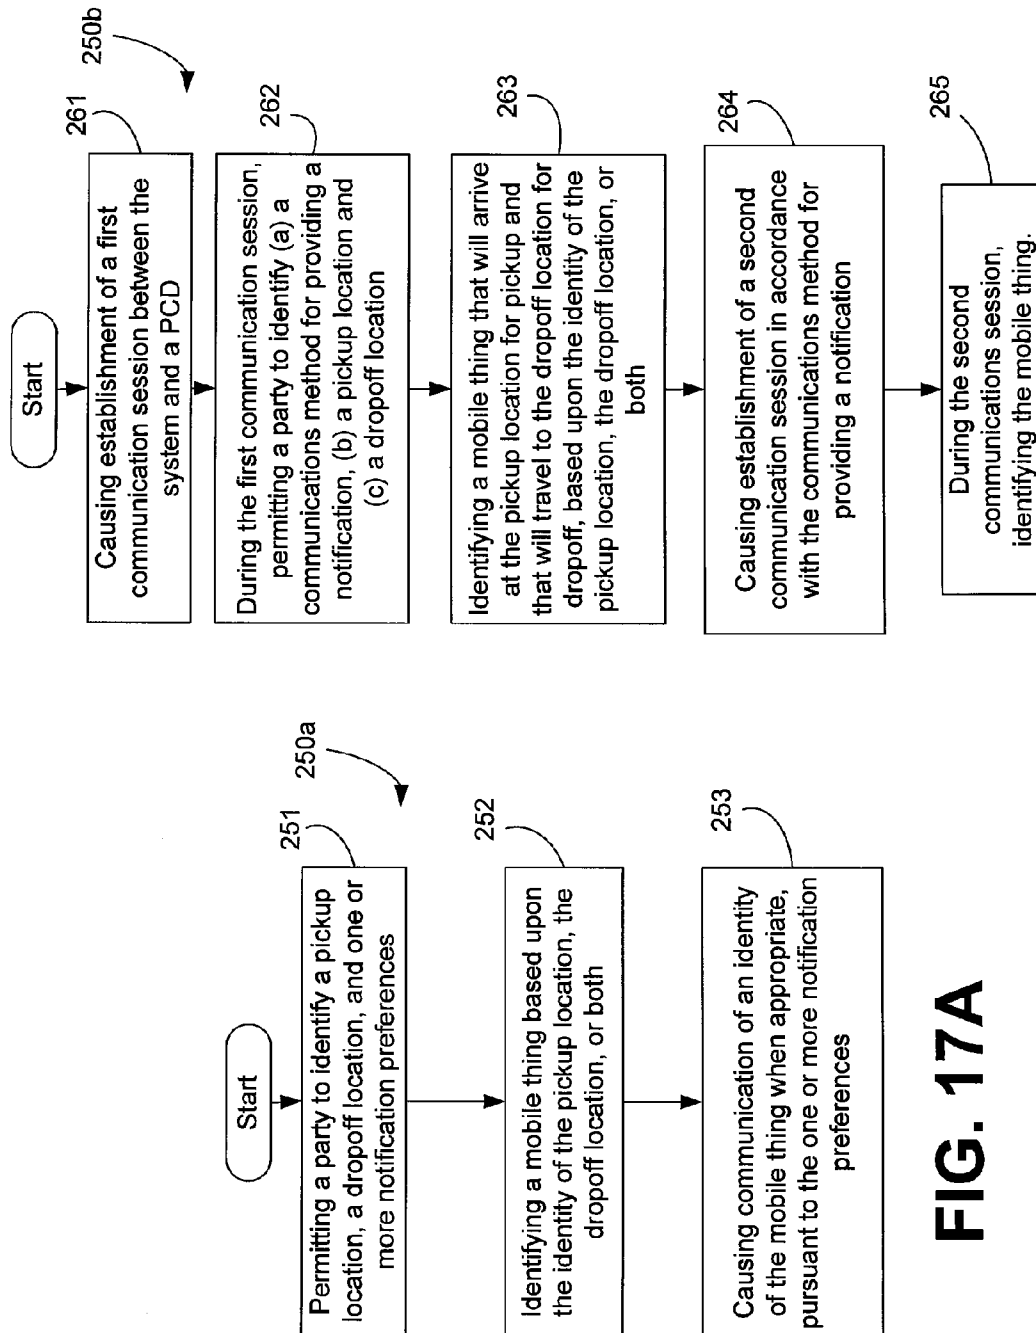 Start
250a
251
Permitting a party to identify a pickup
location, a dropoff location, and one or
more notification preferences
252
Identifying a mobile thing based upon
the identity of the pickup location, the
dropoff location, or both
253
Causing communication of an identity
of the mobile thing when appropriate,
pursuant to the one or more notification
preferences
FIG. 17A
Start
250b
261
Causing establishment of a first
communication session between the
system and a PCD
262
During the first communication session,
permitting a party to identify (a) a
communications method for providing a
notification, (b) a pickup location and
(c) a dropoff location
263
Identifying a mobile thing that will arrive
at the pickup location for pickup and
that will travel to the dropoff location for
dropoff, based upon the identity of the
pickup location, the dropoff location, or
both
264
Causing establishment of a second
communication session in accordance
with the communications method for
providing a notification
265
During the second
communications session,
identifying the mobile thing.